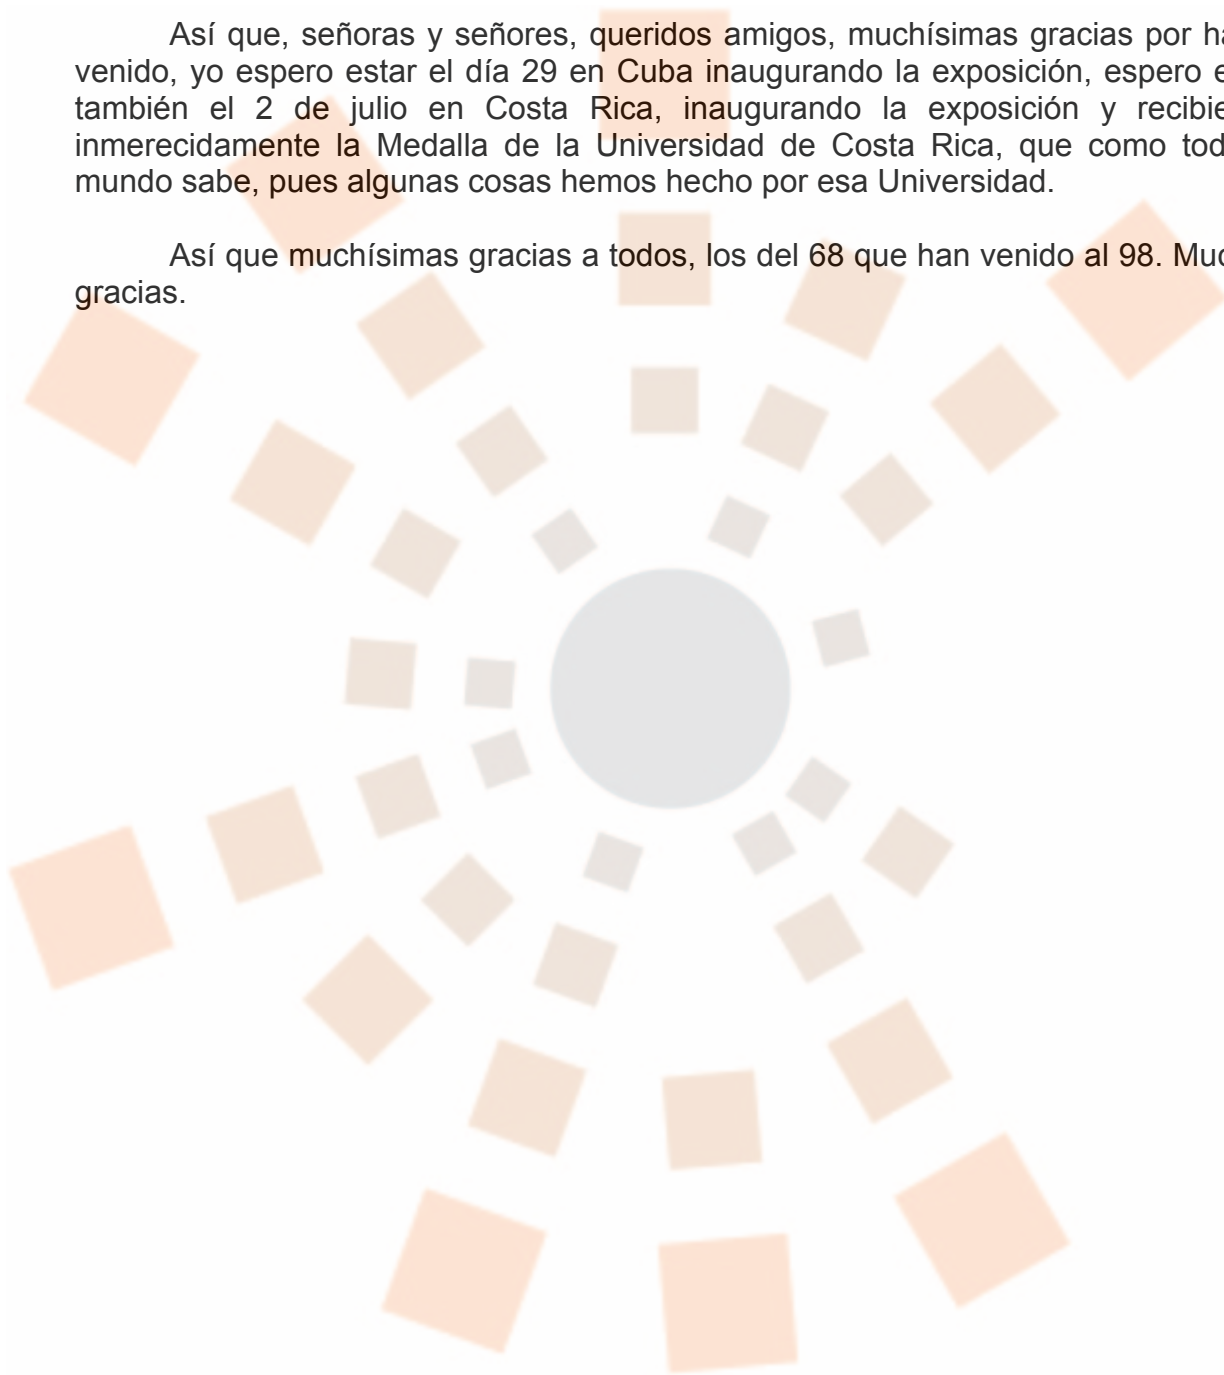 Así que, señoras y señores, queridos amigos, muchísimas gracias por ha
venido, yo espero estar el día 29 en Cuba inaugurando la exposición, espero e
también el 2 de julio en Costa Rica, inaugurando la exposición y recibie
inmerecidamente la Medalla de la Universidad de Costa Rica, que como tod
mundo sabe, pues algunas cosas hemos hecho por esa Universidad.
Así que muchísimas gracias a todos, los del 68 que han venido al 98. Muc
gracias.